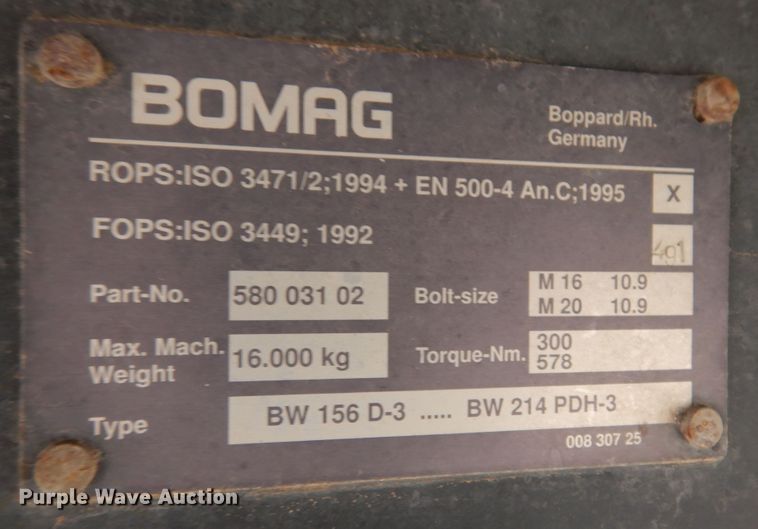 BOMAG
Boppard/Rh.
Germany
ROPS:ISO 3471/2;1994 + EN 500-4 An.C;1995 X
FOPS:ISO 3449; 1992 491
Part-No. 580 031 02 Bolt-size M 16 10.9
M 20 10.9
Max. Mach. Weight 16.000 kg Torque-Nm. 300
578
Type BW 156 D-3 ..... BW 214 PDH-3
008 307 25
Purple Wave Auction